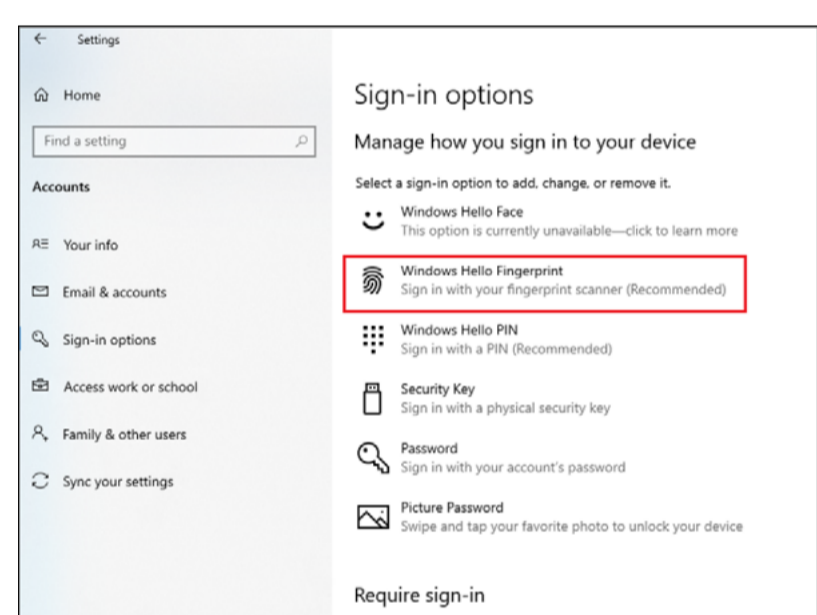 Settings
Home
Find a setting
Accounts
Your info
Email & accounts
Sign-in options
Access work or school
Family & other users
Sync your settings
Sign-in options
Manage how you sign in to your device
Select a sign-in option to add, change, or remove it.
Windows Hello Face
This option is currently unavailable—click to learn more
Windows Hello Fingerprint
Sign in with your fingerprint scanner (Recommended)
Windows Hello PIN
Sign in with a PIN (Recommended)
Security Key
Sign in with a physical security key
Password
Sign in with your account's password
Picture Password
Swipe and tap your favorite photo to unlock your device
Require sign-in